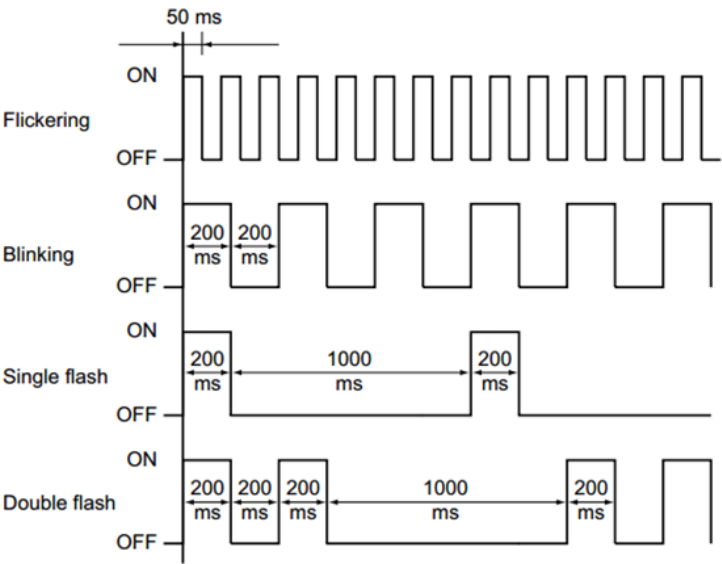 50 ms
ON
Flickering
OFF
ON
200 200
Blinking
ms ms
OFF
ON
200 1000 200
Single flash
ms ms ms
OFF
ON
200 200 200 1000 200
Double flash
ms ms ms ms ms
OFF